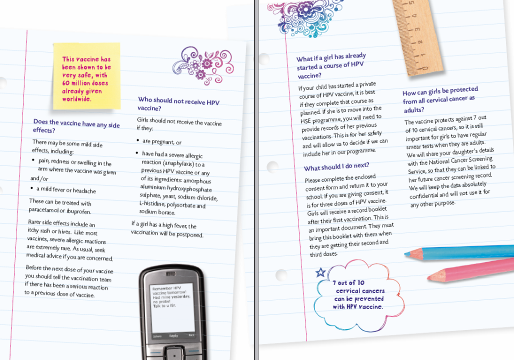 This vaccine has
been shown to be
very safe, with
60 million doses
already given
worldwide.
Does the vaccine have any side
effects?
There may be some mild side
effects, including:
• pain, redness or swelling in the
arm where the vaccine was given
and/or
• a mild fever or headache
These can be treated with
paracetamol or ibuprofen.
Rarer side effects include an
itchy rash or hives. Like most
vaccines, severe allergic reactions
are extremely rare. As usual, seek
medical advice if you are concerned.
Before the next dose of your vaccine
you should tell the vaccination team
if there has been a serious reaction
to a previous dose of vaccine.
Who should not receive HPV
vaccine?
Girls should not receive the vaccine
if they:
• are pregnant, or
• have had a severe allergic
reaction (anaphylaxis) to a
previous HPV vaccine or any
of its ingredients: amorphous
aluminium hydroxyphosphate
sulphate, yeast, sodium chloride,
L-histidine, polysorbate and
sodium borate.
If a girl has a high fever the
vaccination will be postponed.
Remember HPV
vaccine tomorrow!
Had mine yesterday,
no probs!
Talk to u l8r.
What if a girl has already
started a course of HPV
vaccine?
If your child has started a private
course of HPV vaccine, it is best
if they complete that course as
planned. If she is to move into the
HSE programme, you will need to
provide records of her previous
vaccinations. This is for her safety
and will allow us to decide if we can
include her in our programme.
What should I do next?
Please complete the enclosed
consent form and return it to your
school. If you are giving consent, it
is for three doses of HPV vaccine.
Girls will receive a second booklet
after their first vaccination. This is
an important document. They must
bring this booklet with them when
they are getting their second and
third doses.
7 out of 10
cervical cancers
can be prevented
with HPV vaccine.
How can girls be protected
from all cervical cancer as
adults?
The vaccine protects against 7 out
of 10 cervical cancers, so it is still
important for girls to have regular
smear tests when they are adults.
We will share your daughter's details
with the National Cancer Screening
Service, so that they can be linked to
her future cancer screening record.
We will keep the data absolutely
confidential and will not use it for
any other purpose.